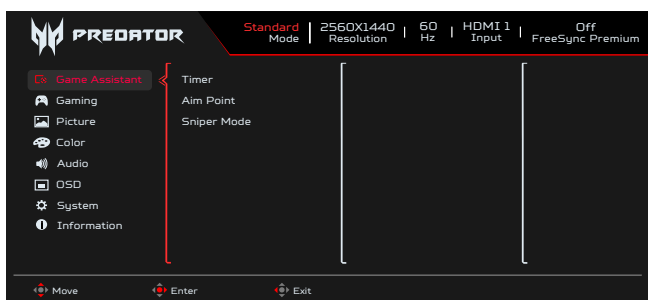 PREDATOR
Standard Mode
2560X1440 Resolution
60 Hz
HDMI 1 Input
Off FreeSync Premium
Game Assistant
Gaming
Picture
Color
Audio
OSD
System
Information
Timer
Aim Point
Sniper Mode
Move
Enter
Exit